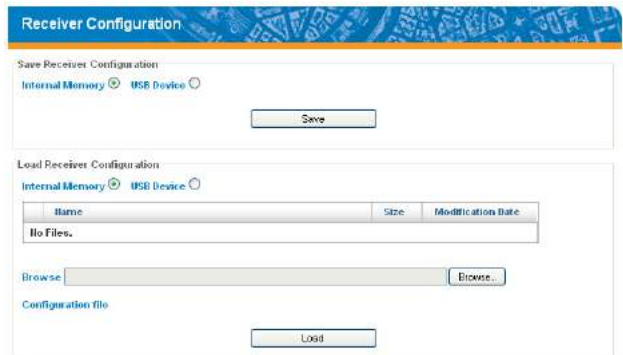 Receiver Configuration
Save Receiver Configuration
Internal Memory USB Device
Save
Load Receiver Configuration
Internal Memory USB Device
Name Size Modification Date
No Files.
Browse Browse...
Configuration file
Load